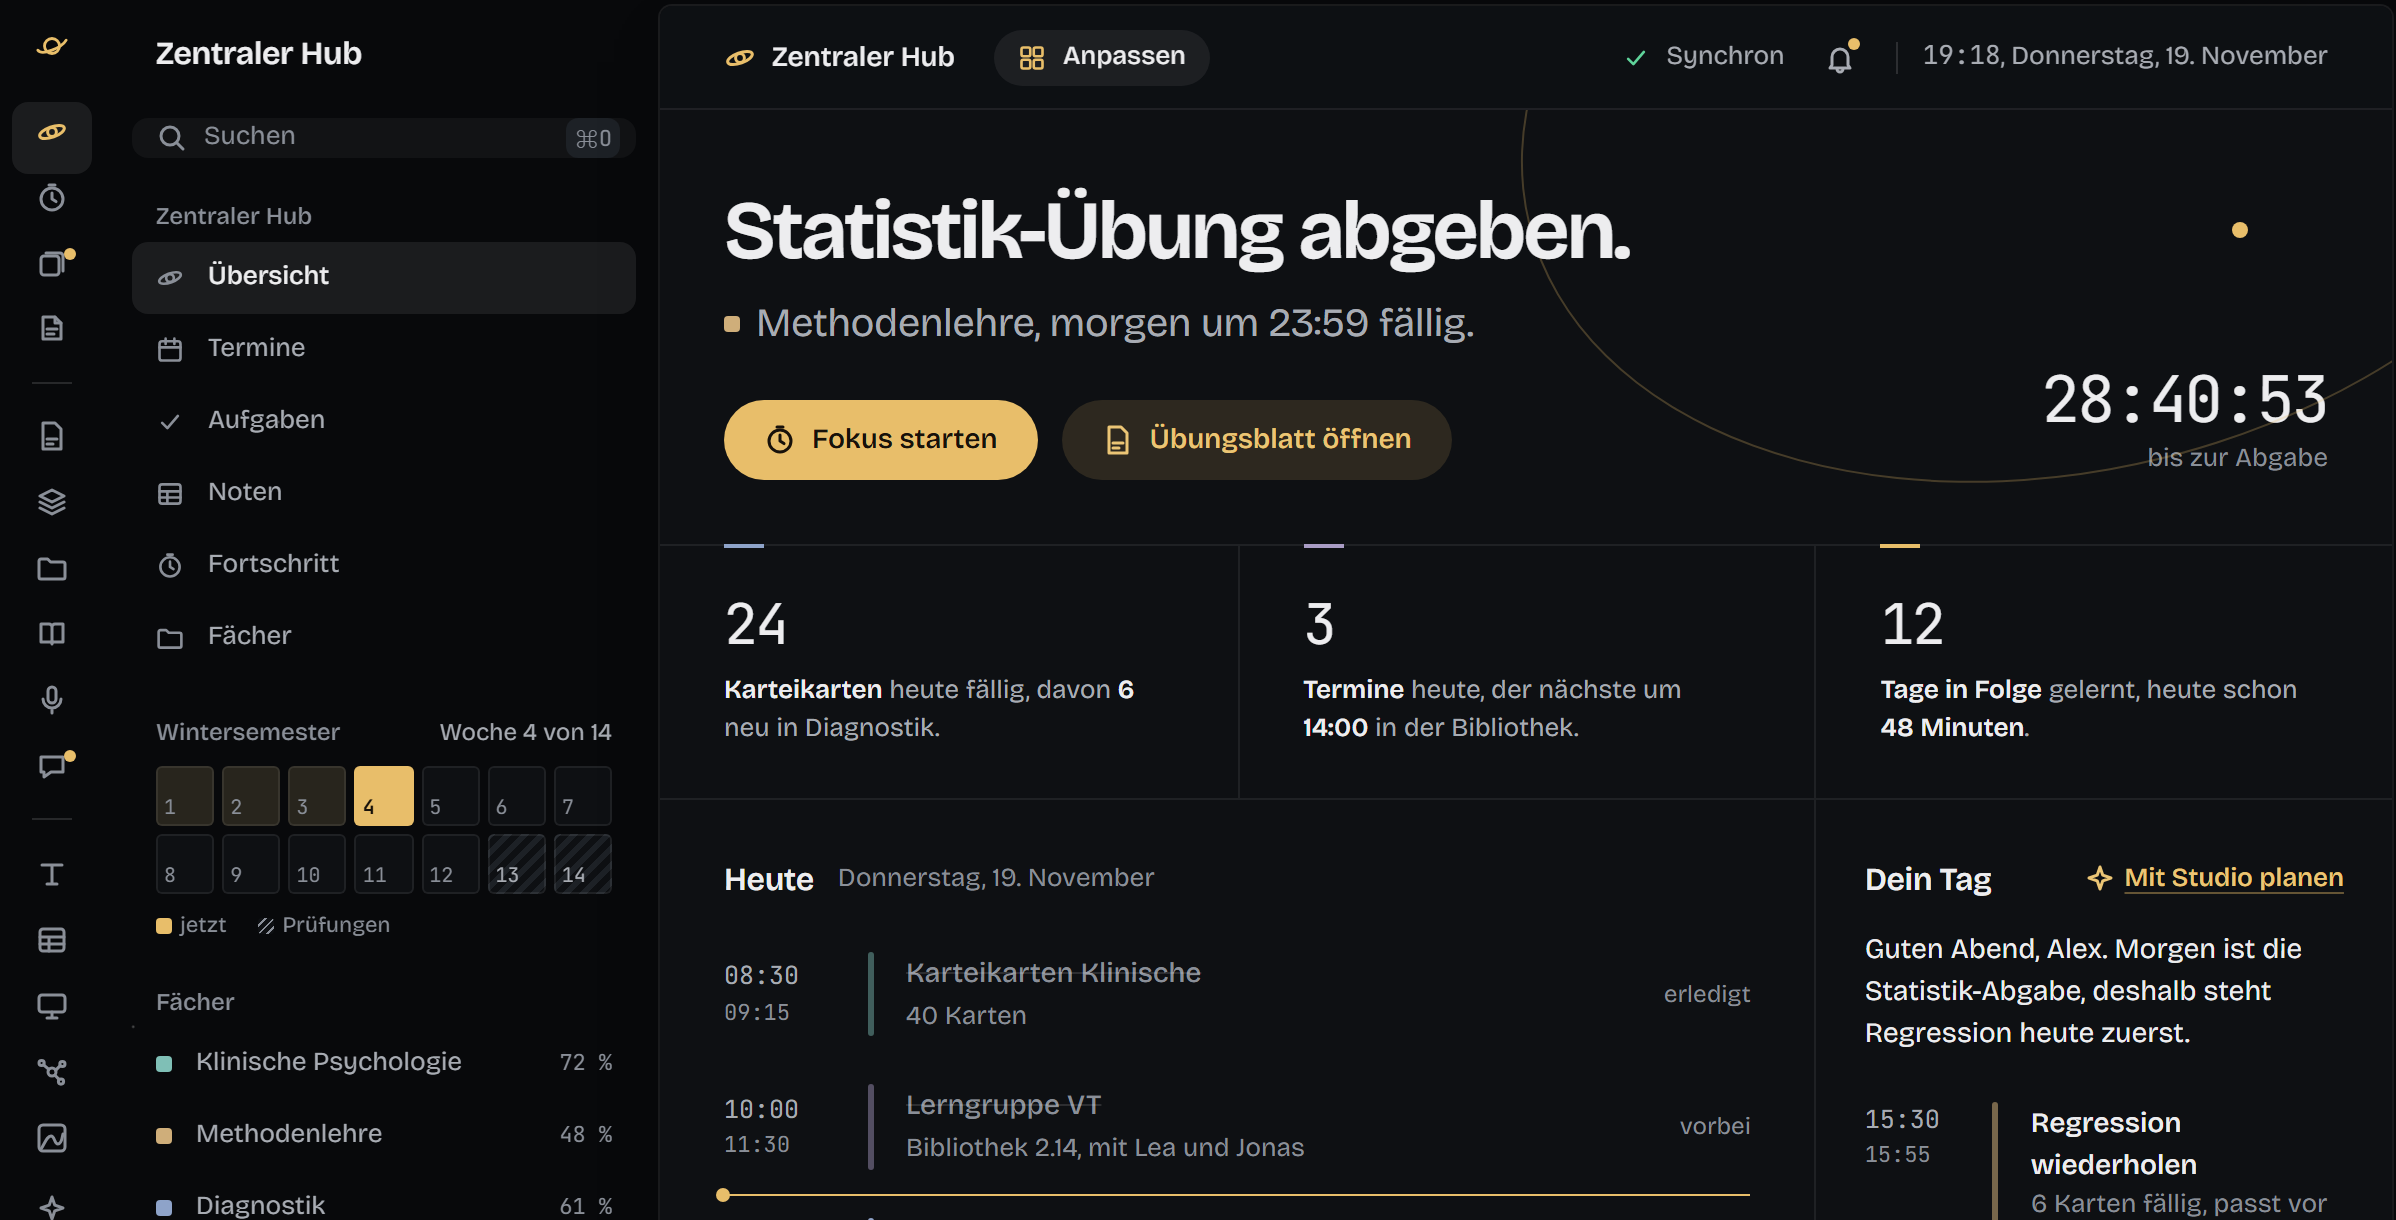 Zentraler Hub
Suchen
⌘O
Zentraler Hub
Übersicht
Termine
Aufgaben
Noten
Fortschritt
Fächer
Wintersemester
Woche 4 von 14
1 2 3 4 5 6 7
8 9 10 11 12 13 14
jetzt
Prüfungen
Fächer
Klinische Psychologie 72 %
Methodenlehre 48 %
Diagnostik 61 %
Zentraler Hub
Anpassen
Synchron
19:18, Donnerstag, 19. November
Statistik-Übung abgeben.
Methodenlehre, morgen um 23:59 fällig.
Fokus starten
Übungsblatt öffnen
28:40:53
bis zur Abgabe
24
Karteikarten heute fällig, davon 6
neu in Diagnostik.
3
Termine heute, der nächste um
14:00 in der Bibliothek.
12
Tage in Folge gelernt, heute schon
48 Minuten.
Heute
Donnerstag, 19. November
08:30
09:15
Karteikarten Klinische
40 Karten
erledigt
10:00
11:30
Lerngruppe VT
Bibliothek 2.14, mit Lea und Jonas
vorbei
Dein Tag
Mit Studio planen
Guten Abend, Alex. Morgen ist die
Statistik-Abgabe, deshalb steht
Regression heute zuerst.
15:30
15:55
Regression
wiederholen
6 Karten fällig, passt vor